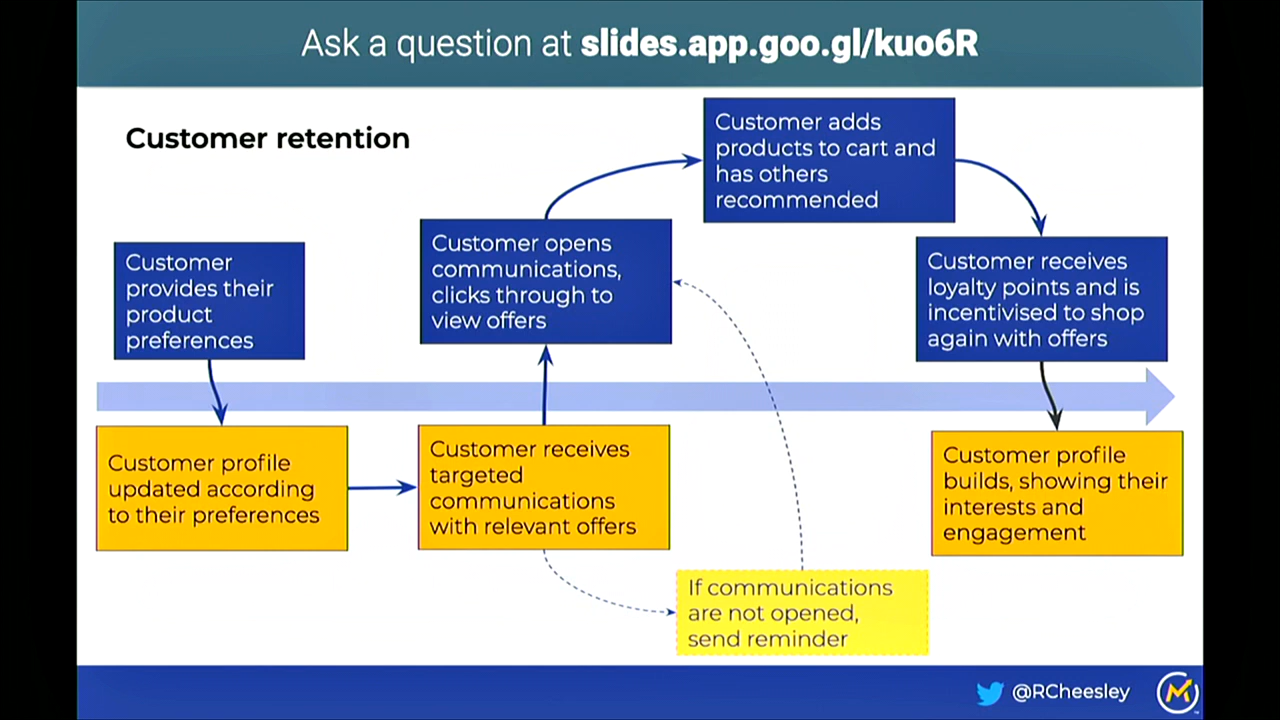 Ask a question at slides.app.goo.gl/kuo6R
Customer retention
Customer
provides their
product
preferences
Customer profile
updated according
to their preferences
Customer receives
targeted
communications
with relevant offers
If communications
are not opened,
send reminder
Customer opens
communications,
clicks through to
view offers
Customer adds
products to cart and
has others
recommended
Customer receives
loyalty points and is
incentivised to shop
again with offers
Customer profile
builds, showing their
interests and
engagement
@RCheesley